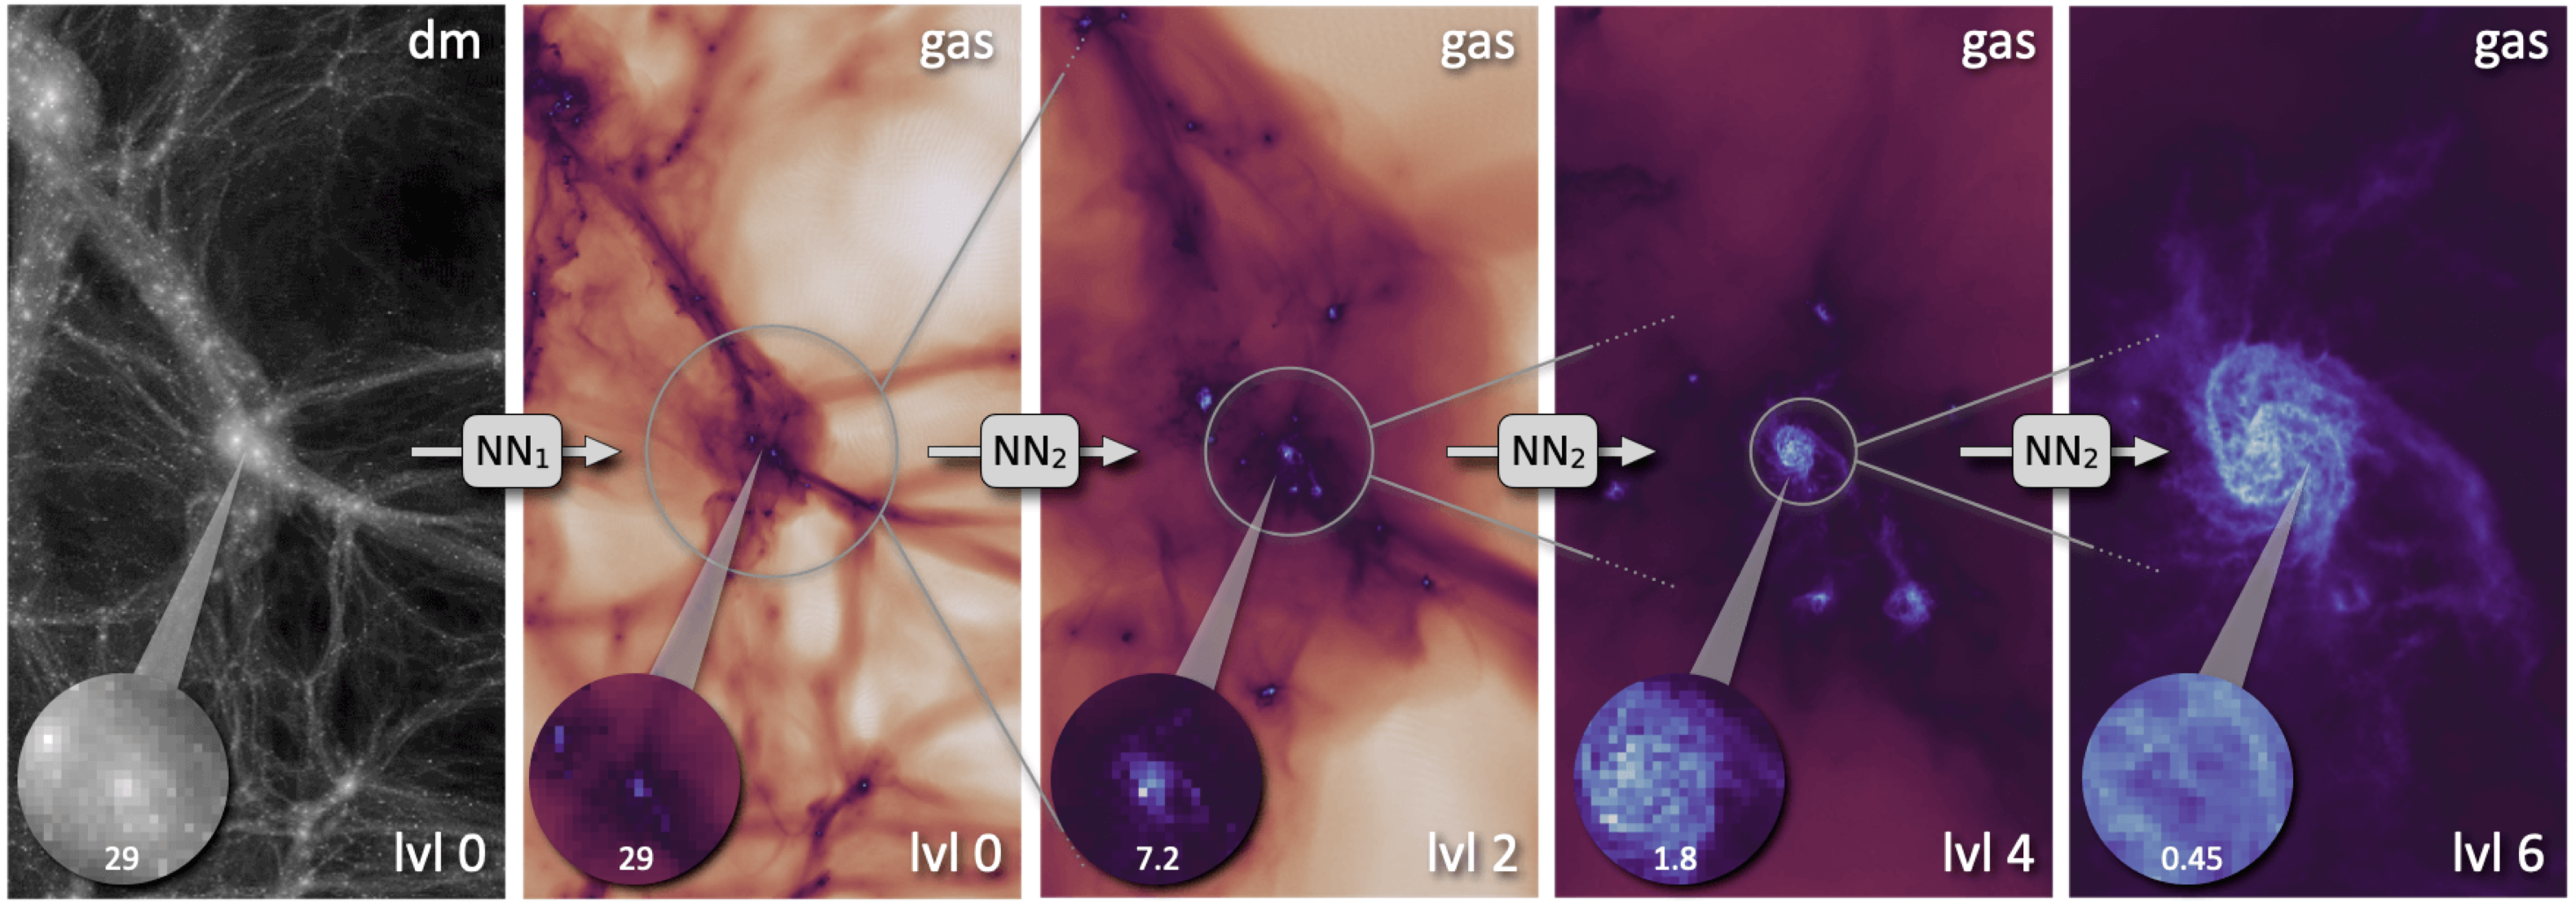 dm
gas
gas
gas
gas
NN₁
NN₂
NN₂
NN₂
29
lvl 0
29
lvl 0
7.2
lvl 2
1.8
lvl 4
0.45
lvl 6